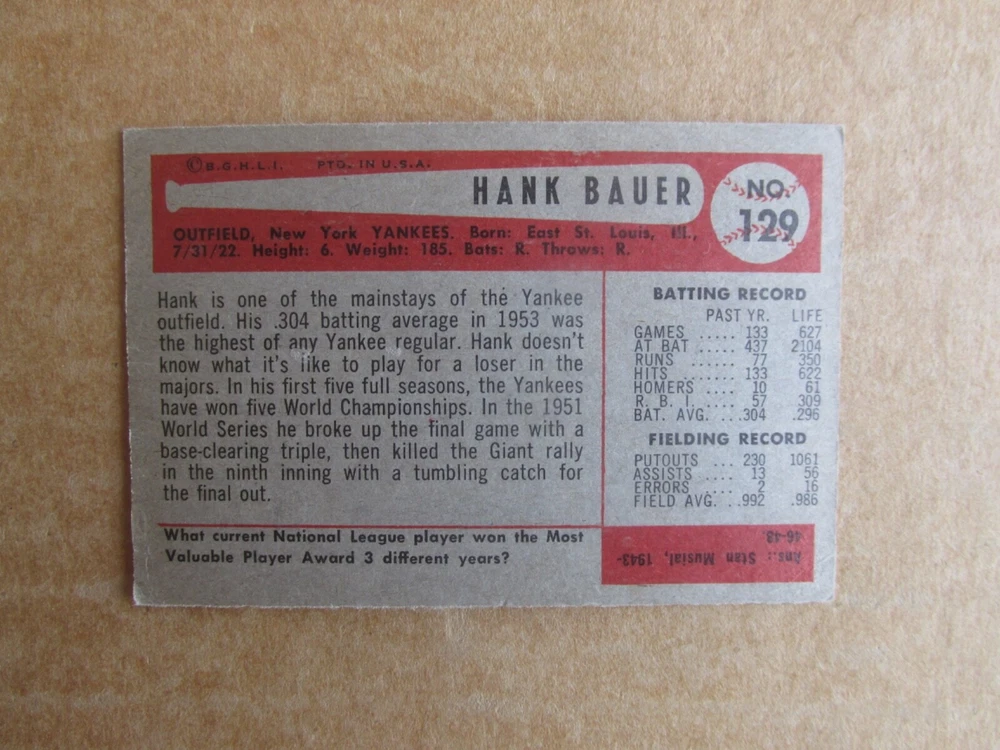 ©B.G.H.L.I. PTD. IN U.S.A.
HANK BAUER
NO.
129
OUTFIELD, New York YANKEES. Born: East St. Louis, Ill.,
7/31/22. Height: 6. Weight: 185. Bats: R. Throws: R.
Hank is one of the mainstays of the Yankee
outfield. His .304 batting average in 1953 was
the highest of any Yankee regular. Hank doesn't
know what it's like to play for a loser in the
majors. In his first five full seasons, the Yankees
have won five World Championships. In the 1951
World Series he broke up the final game with a
base-clearing triple, then killed the Giant rally
in the ninth inning with a tumbling catch for
the final out.
BATTING RECORD
PAST YR. LIFE
GAMES ..... 133 627
AT BAT ..... 437 2104
RUNS ...... 77 350
HITS ...... 133 622
HOMERS .... 10 61
R. B. I. .... 57 309
BAT. AVG. ...304 .296
FIELDING RECORD
PUTOUTS ... 230 1061
ASSISTS .... 13 56
ERRORS .... 2 16
FIELD AVG. ..992 .986
What current National League player won the Most
Valuable Player Award 3 different years?
Ans.: Stan Musial, 1943-
46-48